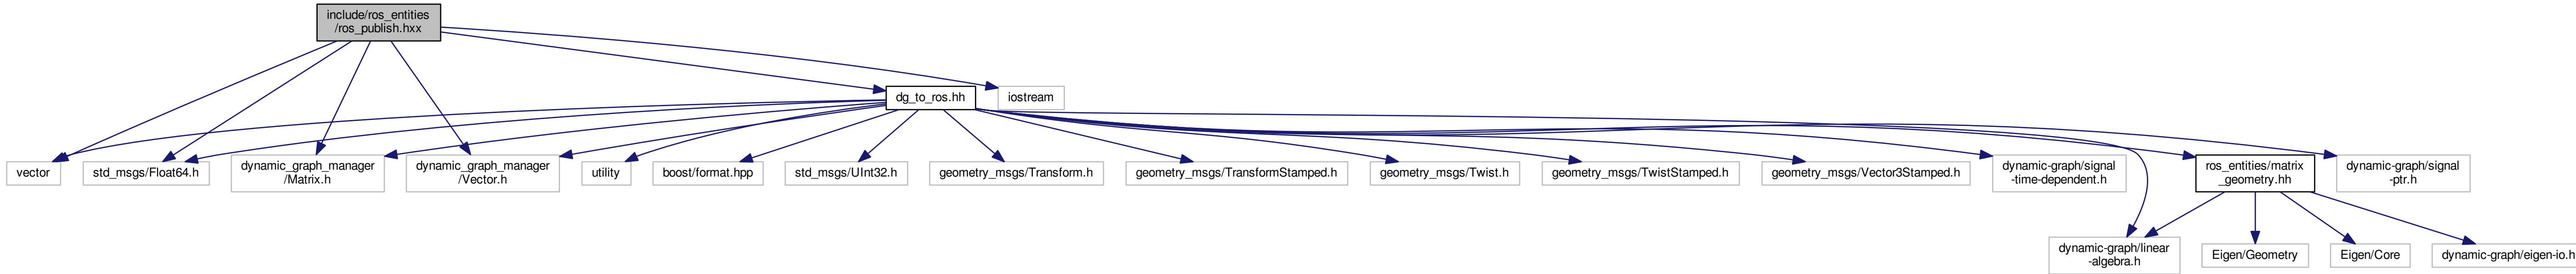 include/ros_entities
/ros_publish.hxx
dg_to_ros.hh
iostream
vector
std_msgs/Float64.h
dynamic_graph_manager
/Matrix.h
dynamic_graph_manager
/Vector.h
utility
boost/format.hpp
std_msgs/UInt32.h
geometry_msgs/Transform.h
geometry_msgs/TransformStamped.h
geometry_msgs/Twist.h
geometry_msgs/TwistStamped.h
geometry_msgs/Vector3Stamped.h
dynamic-graph/signal
-time-dependent.h
ros_entities/matrix
_geometry.hh
dynamic-graph/signal
-ptr.h
dynamic-graph/linear
-algebra.h
Eigen/Geometry
Eigen/Core
dynamic-graph/eigen-io.h